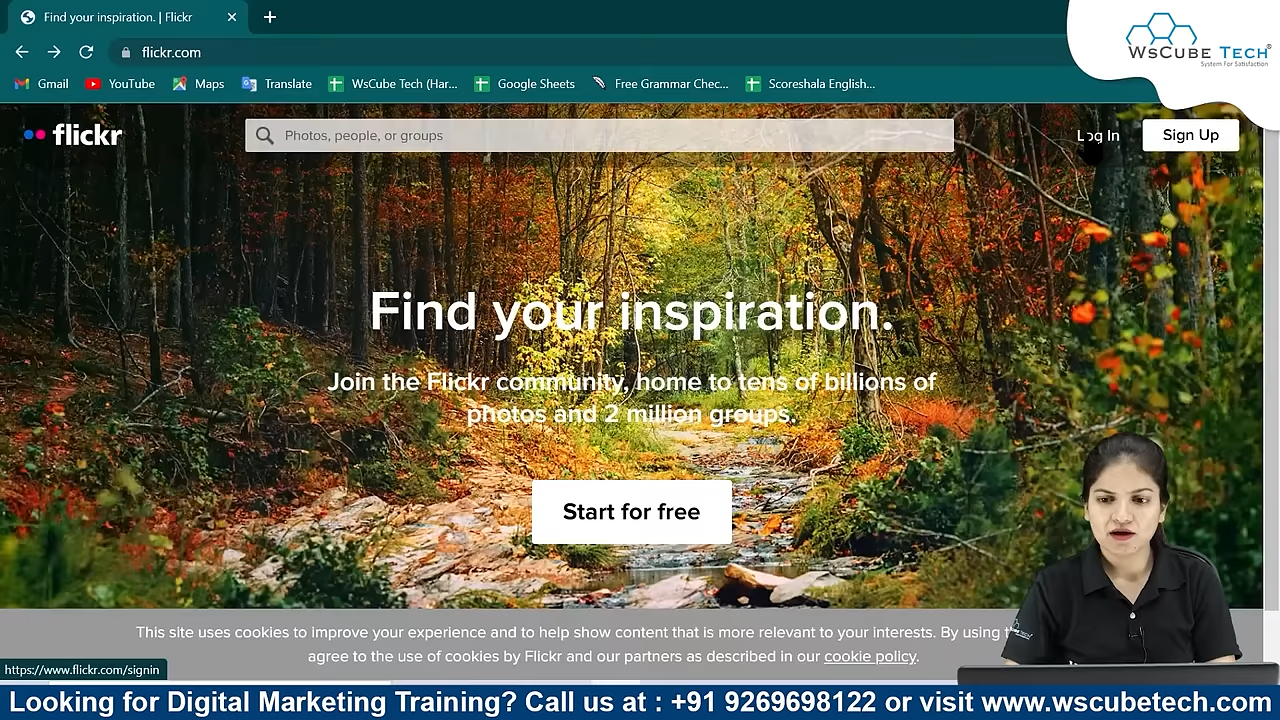 Find your inspiration. | Flickr
WsCube Tech
System For Satisfaction
flickr.com
Gmail
YouTube
Maps
Translate
WsCube Tech (Har...
Google Sheets
Free Grammar Chec...
Scoreshala English...
flickr
Photos, people, or groups
Log In
Sign Up
Find your inspiration.
Join the Flickr community, home to tens of billions of
photos and 2 million groups.
Start for free
This site uses cookies to improve your experience and to help show content that is more relevant to your interests. By using
agree to the use of cookies by Flickr and our partners as described in our cookie policy.
https://www.flickr.com/signin
Looking for Digital Marketing Training? Call us at : +91 9269698122 or visit www.wscubetech.com